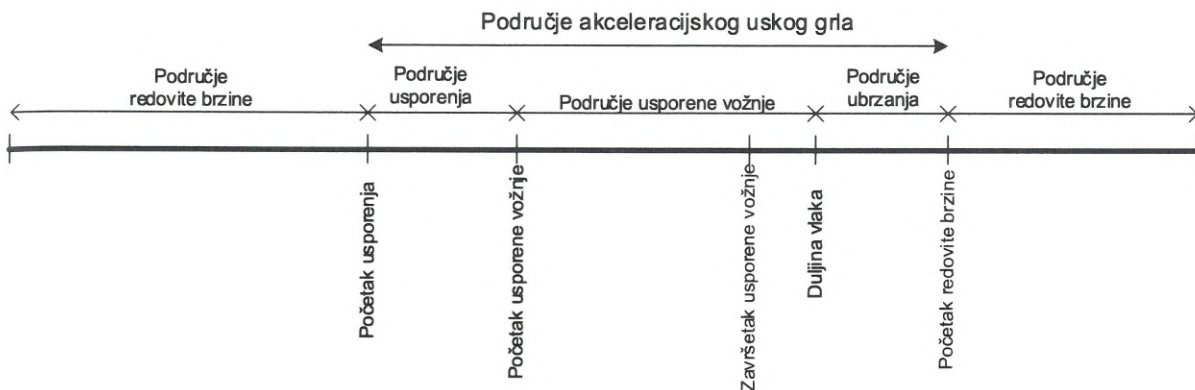 Područje akceleracijskog uskog grla
Područje
redovite brzine
Područje
usporenja
Područje usporene vožnje
Područje
ubrzanja
Područje
redovite brzine
Početak usporenja
Početak usporene vožnje
Završetak usporene vožnje
Duljina vlaka
Početak redovite brzine